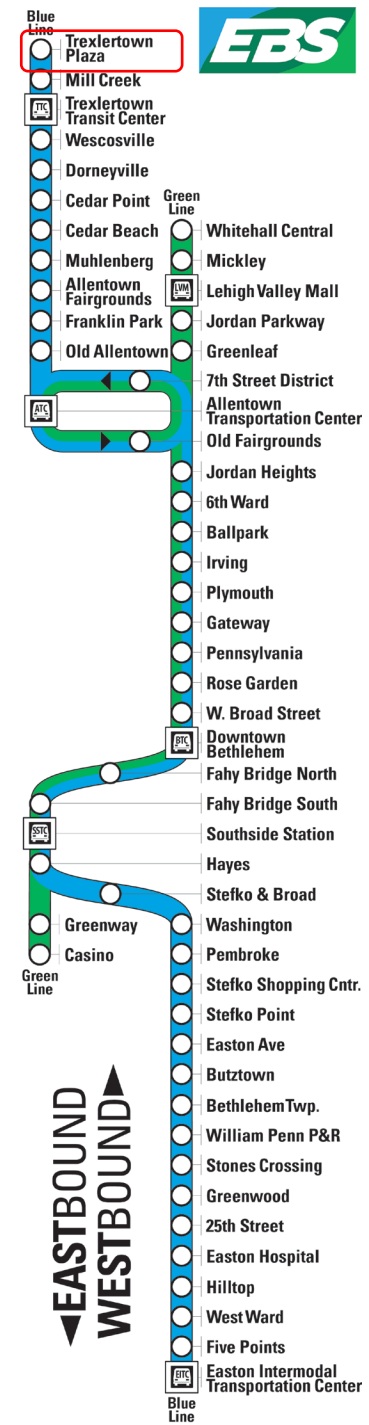 Blue
Line
EBS
Trexlertown
Plaza
Mill Creek
TTC
Trexlertown
Transit Center
Wescosville
Dorneyville
Cedar Point
Green
Line
Cedar Beach
Whitehall Central
Muhlenberg
Mickley
Allentown
Fairgrounds
LVM
Lehigh Valley Mall
Franklin Park
Jordan Parkway
Old Allentown
Greenleaf
7th Street District
ATC
Allentown
Transportation Center
Old Fairgrounds
Jordan Heights
6th Ward
Ballpark
Irving
Plymouth
Gateway
Pennsylvania
Rose Garden
W. Broad Street
BTC
Downtown
Bethlehem
Fahy Bridge North
Fahy Bridge South
SSTC
Southside Station
Hayes
Stefko & Broad
Greenway
Washington
Casino
Pembroke
Green
Line
Stefko Shopping Cntr.
Stefko Point
Easton Ave
Butztown
Bethlehem Twp.
William Penn P&R
Stones Crossing
Greenwood
25th Street
Easton Hospital
Hilltop
West Ward
Five Points
EASTBOUND
WESTBOUND
EITC
Easton Intermodal
Transportation Center
Blue
Line